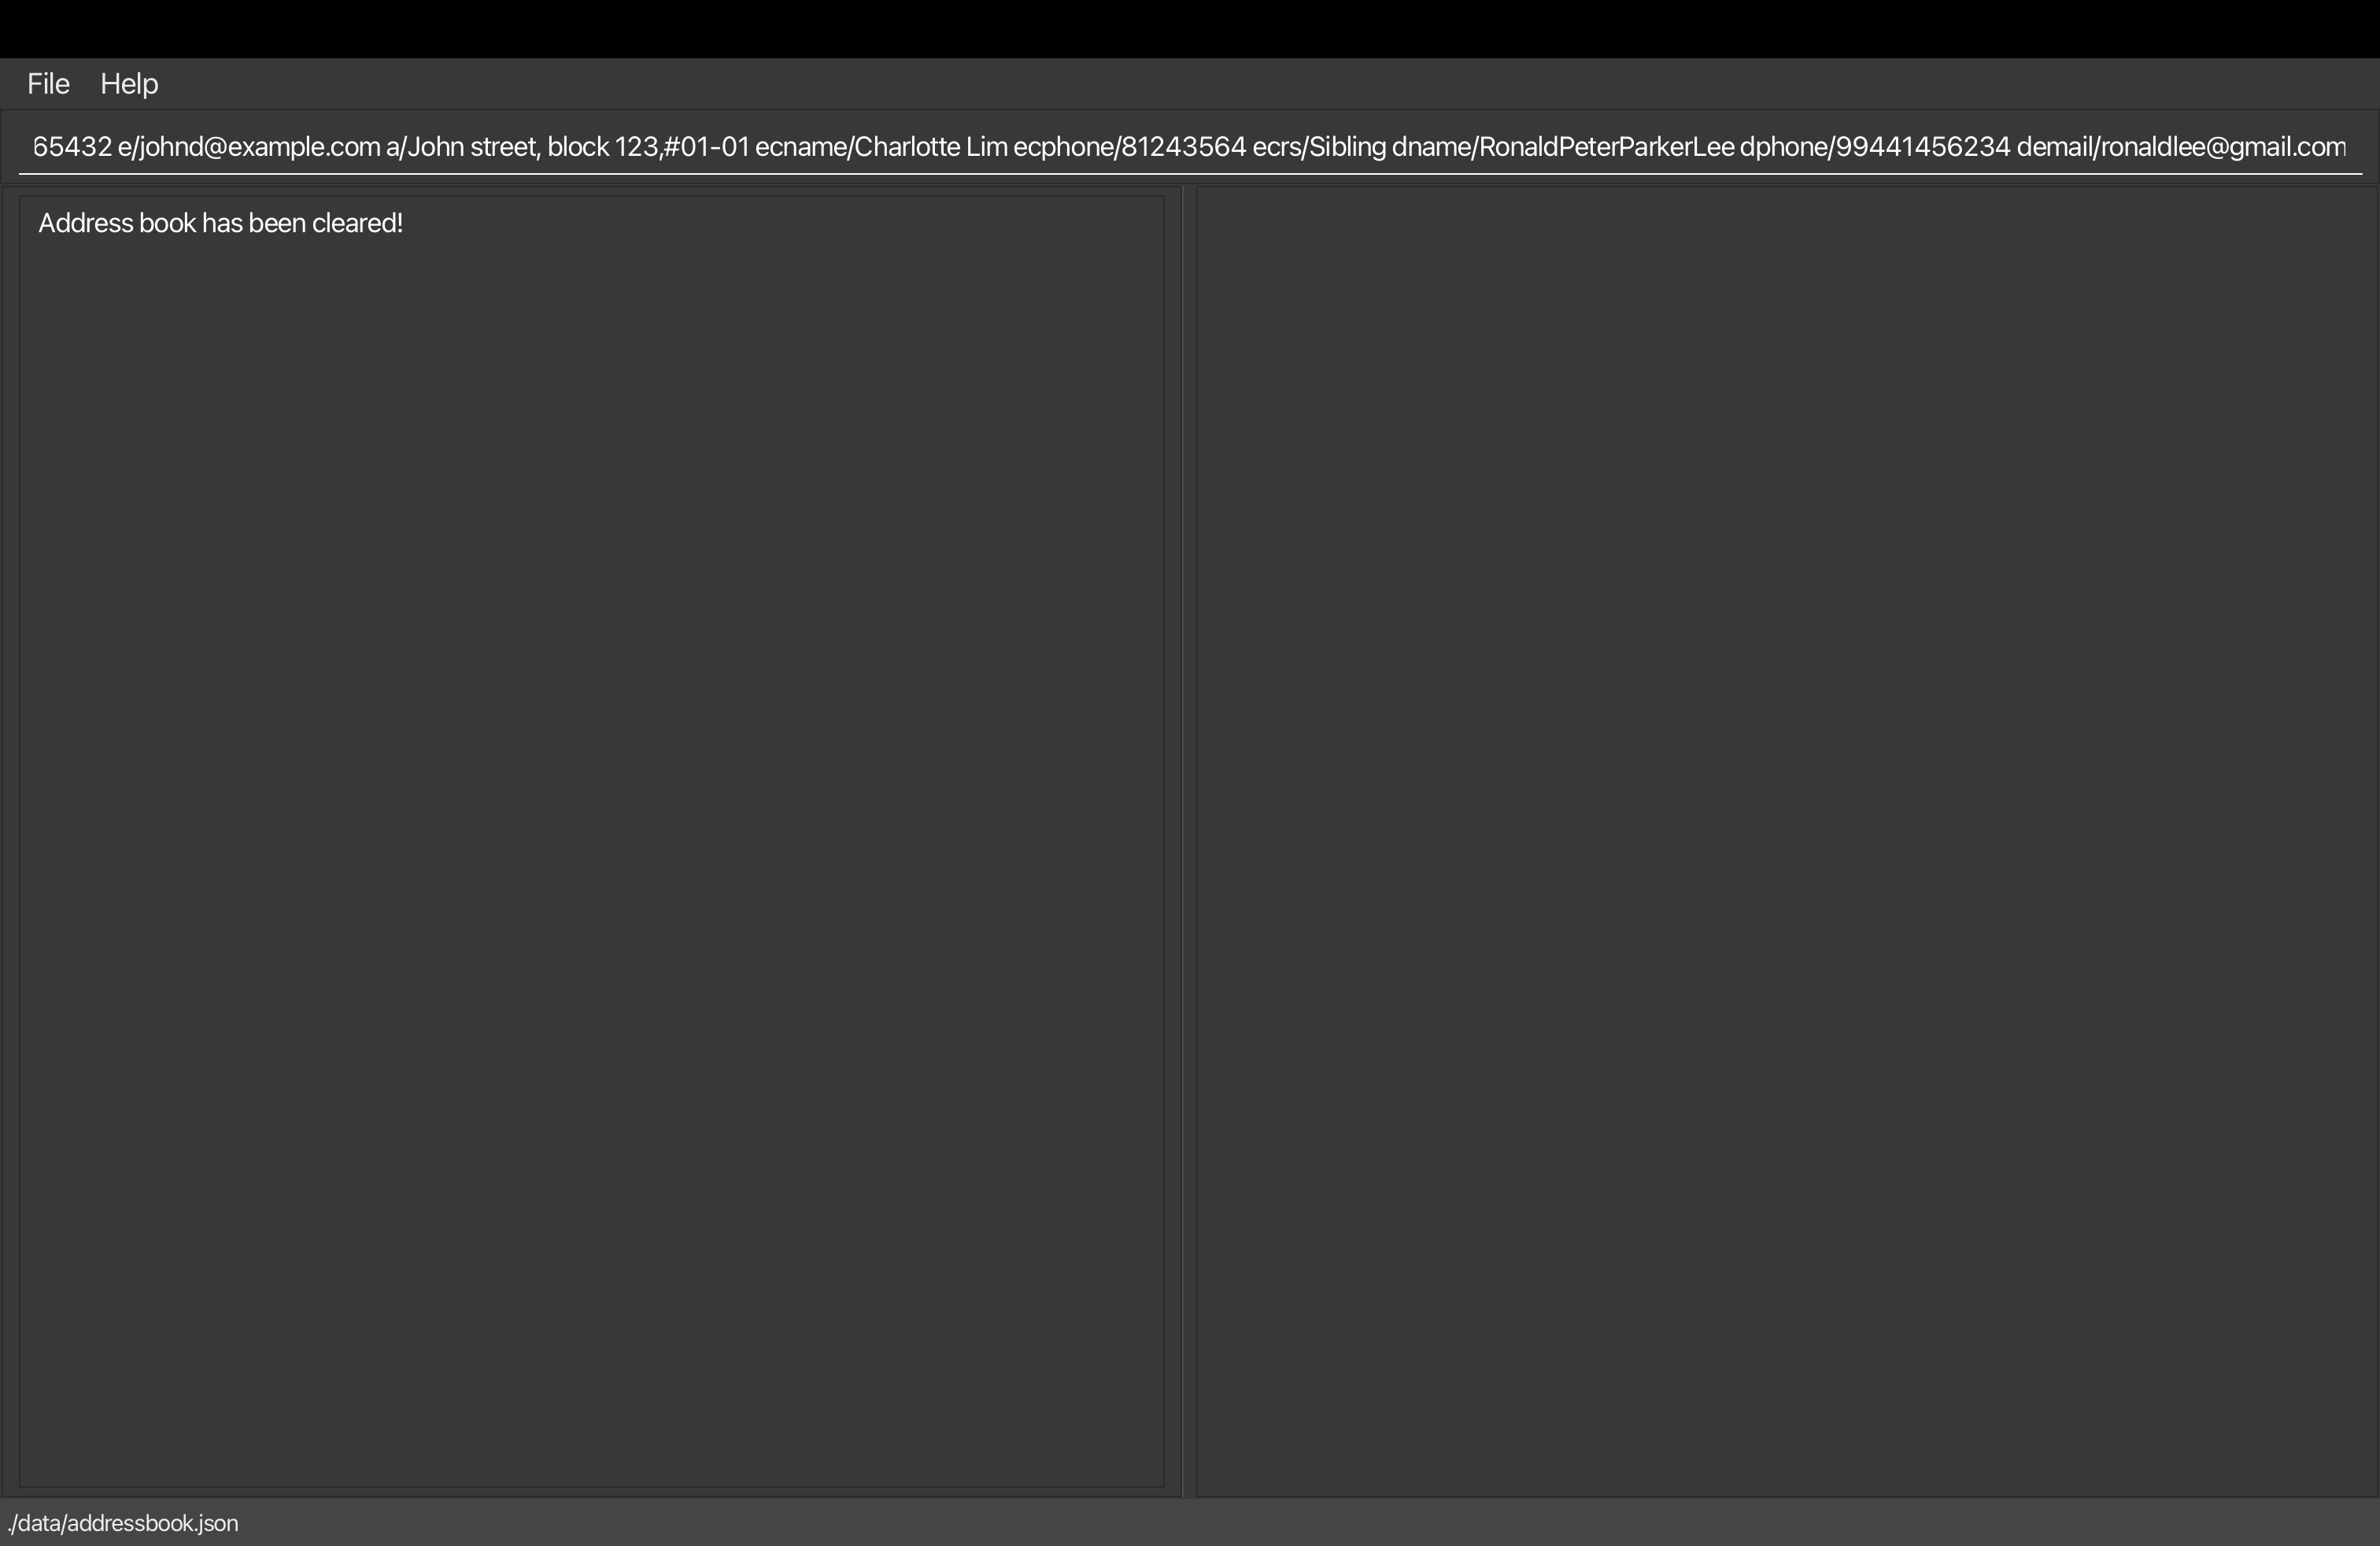 File Help
65432 e/johnd@example.com a/John street, block 123,#01-01 ecname/Charlotte Lim ecphone/81243564 ecrs/Sibling dname/RonaldPeterParkerLee dphone/99441456234 demail/ronaldlee@gmail.com
Address book has been cleared!
./data/addressbook.json